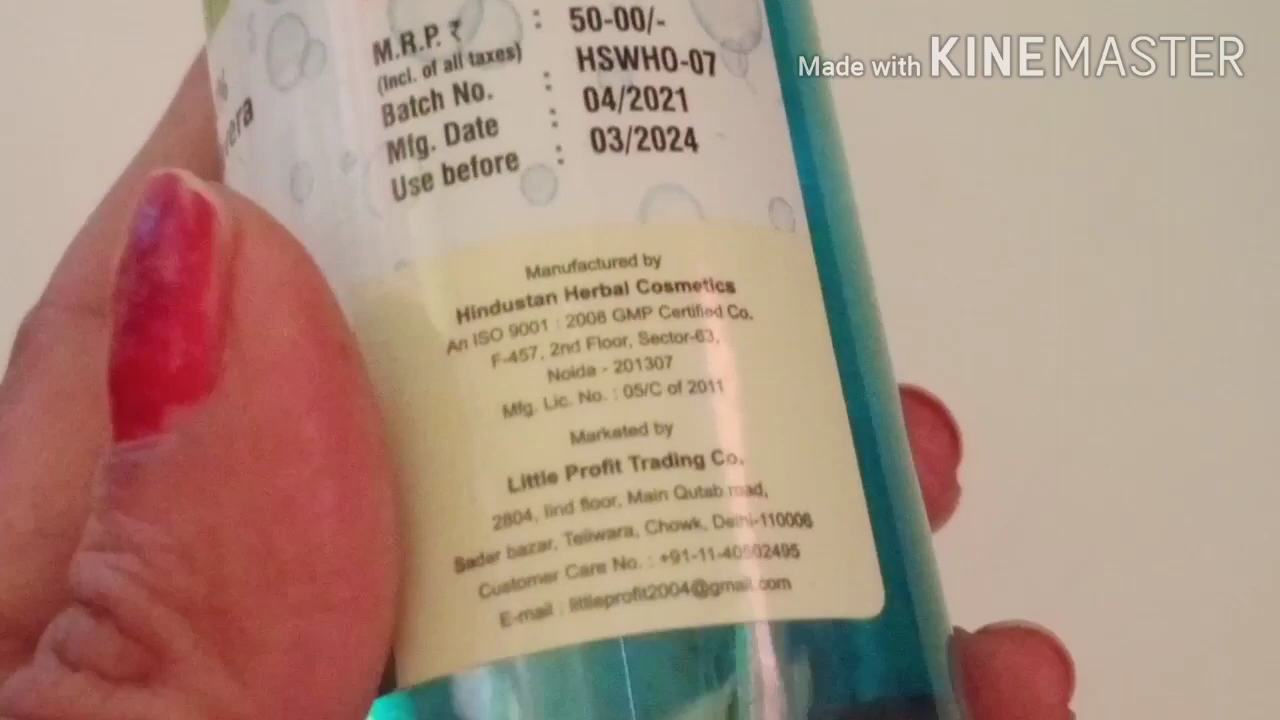 Made with KINEMASTER
M.R.P. ₹ : 50-00/-
(Incl. of all taxes)
Batch No. : HSWHO-07
Mfg. Date : 04/2021
Use before : 03/2024
Manufactured by
Hindustan Herbal Cosmetics
An ISO 9001 : 2008 GMP Certified Co.
F-457, 2nd Floor, Sector-63,
Noida - 201307
Mfg. Lic. No. : 05/C of 2011
Markated by
Little Profit Trading Co.
2804, IInd floor, Main Qutab road,
Sadar bazar, Teliwara, Chowk, Delhi-110006
Customer Care No. : +91-11-40502495
E-mail : littleprofit2004@gmail.com